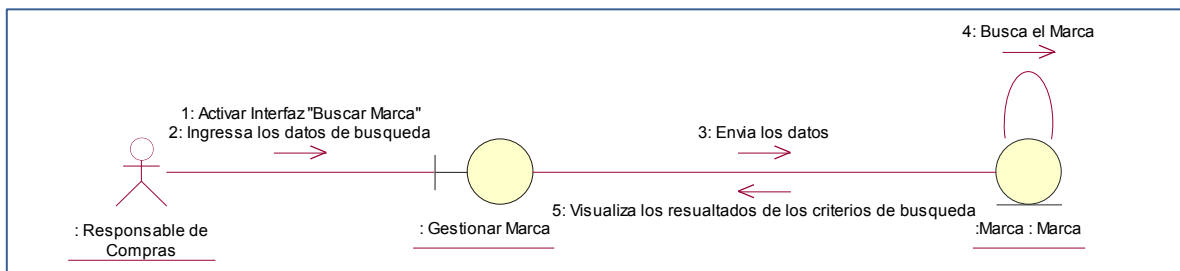 4: Busca el Marca
1: Activar Interfaz "Buscar Marca"
2: Ingressa los datos de busqueda
3: Envia los datos
5: Visualiza los resualtados de los criterios de busqueda
: Responsable de
Compras
: Gestionar Marca
:Marca : Marca